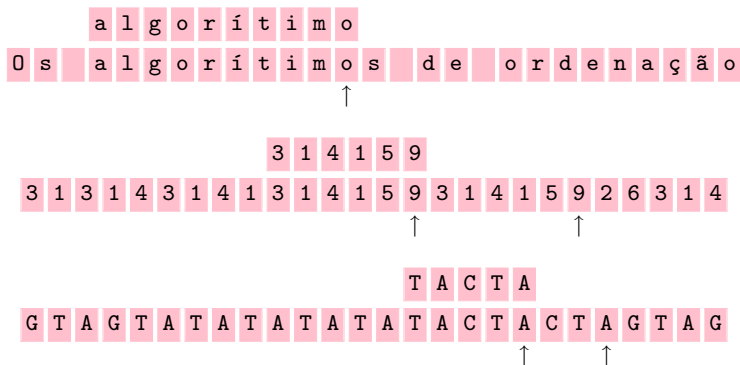 a l g o r í t i m o
O s   a l g o r í t i m o s   d e   o r d e n a ç ã o
↑
3 1 4 1 5 9
3 1 3 1 4 3 1 4 1 3 1 4 1 5 9 3 1 4 1 5 9 2 6 3 1 4
↑ ↑
T A C T A
G T A G T A T A T A T A T A T A C T A C T A G T A G
↑ ↑